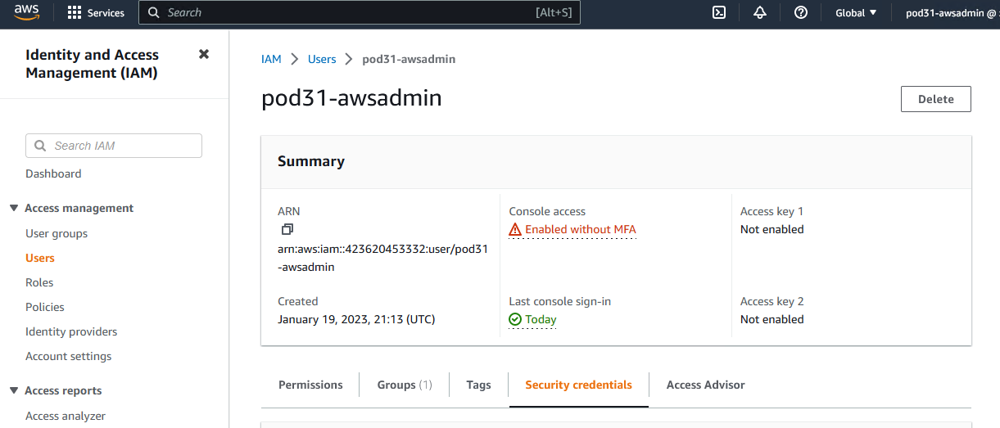 aws
Services
Search
[Alt+S]
Global
pod31-awsadmin @
Identity and Access
Management (IAM)
Search IAM
Dashboard
Access management
User groups
Users
Roles
Policies
Identity providers
Account settings
Access reports
Access analyzer
IAM
Users
pod31-awsadmin
pod31-awsadmin
Delete
Summary
ARN
arn:aws:iam::423620453332:user/pod31
-awsadmin
Console access
Enabled without MFA
Access key 1
Not enabled
Created
January 19, 2023, 21:13 (UTC)
Last console sign-in
Today
Access key 2
Not enabled
Permissions
Groups (1)
Tags
Security credentials
Access Advisor